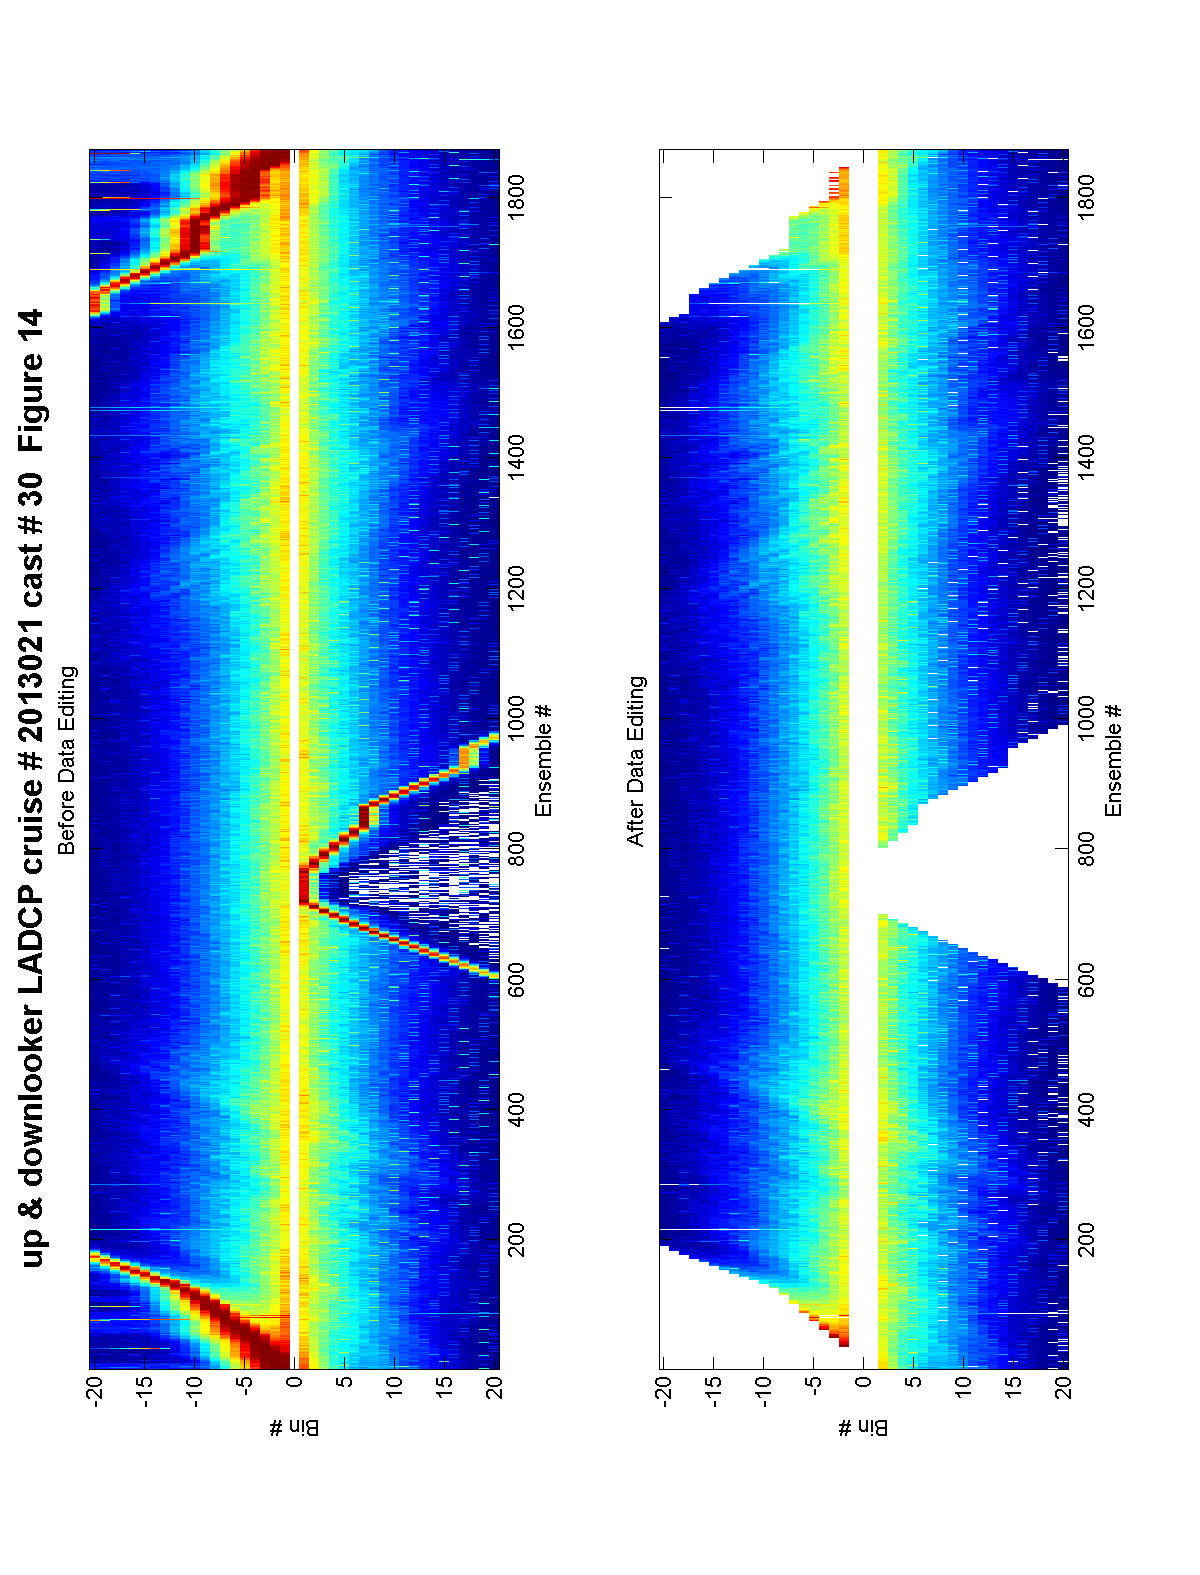 up & downlooker LADCP cruise # 2013021 cast # 30 Figure 14
Before Data Editing
Bin #
-20
-15
-10
-5
0
5
10
15
20
200 400 600 800 1000 1200 1400 1600 1800
Ensemble #
After Data Editing
Bin #
-20
-15
-10
-5
0
5
10
15
20
200 400 600 800 1000 1200 1400 1600 1800
Ensemble #